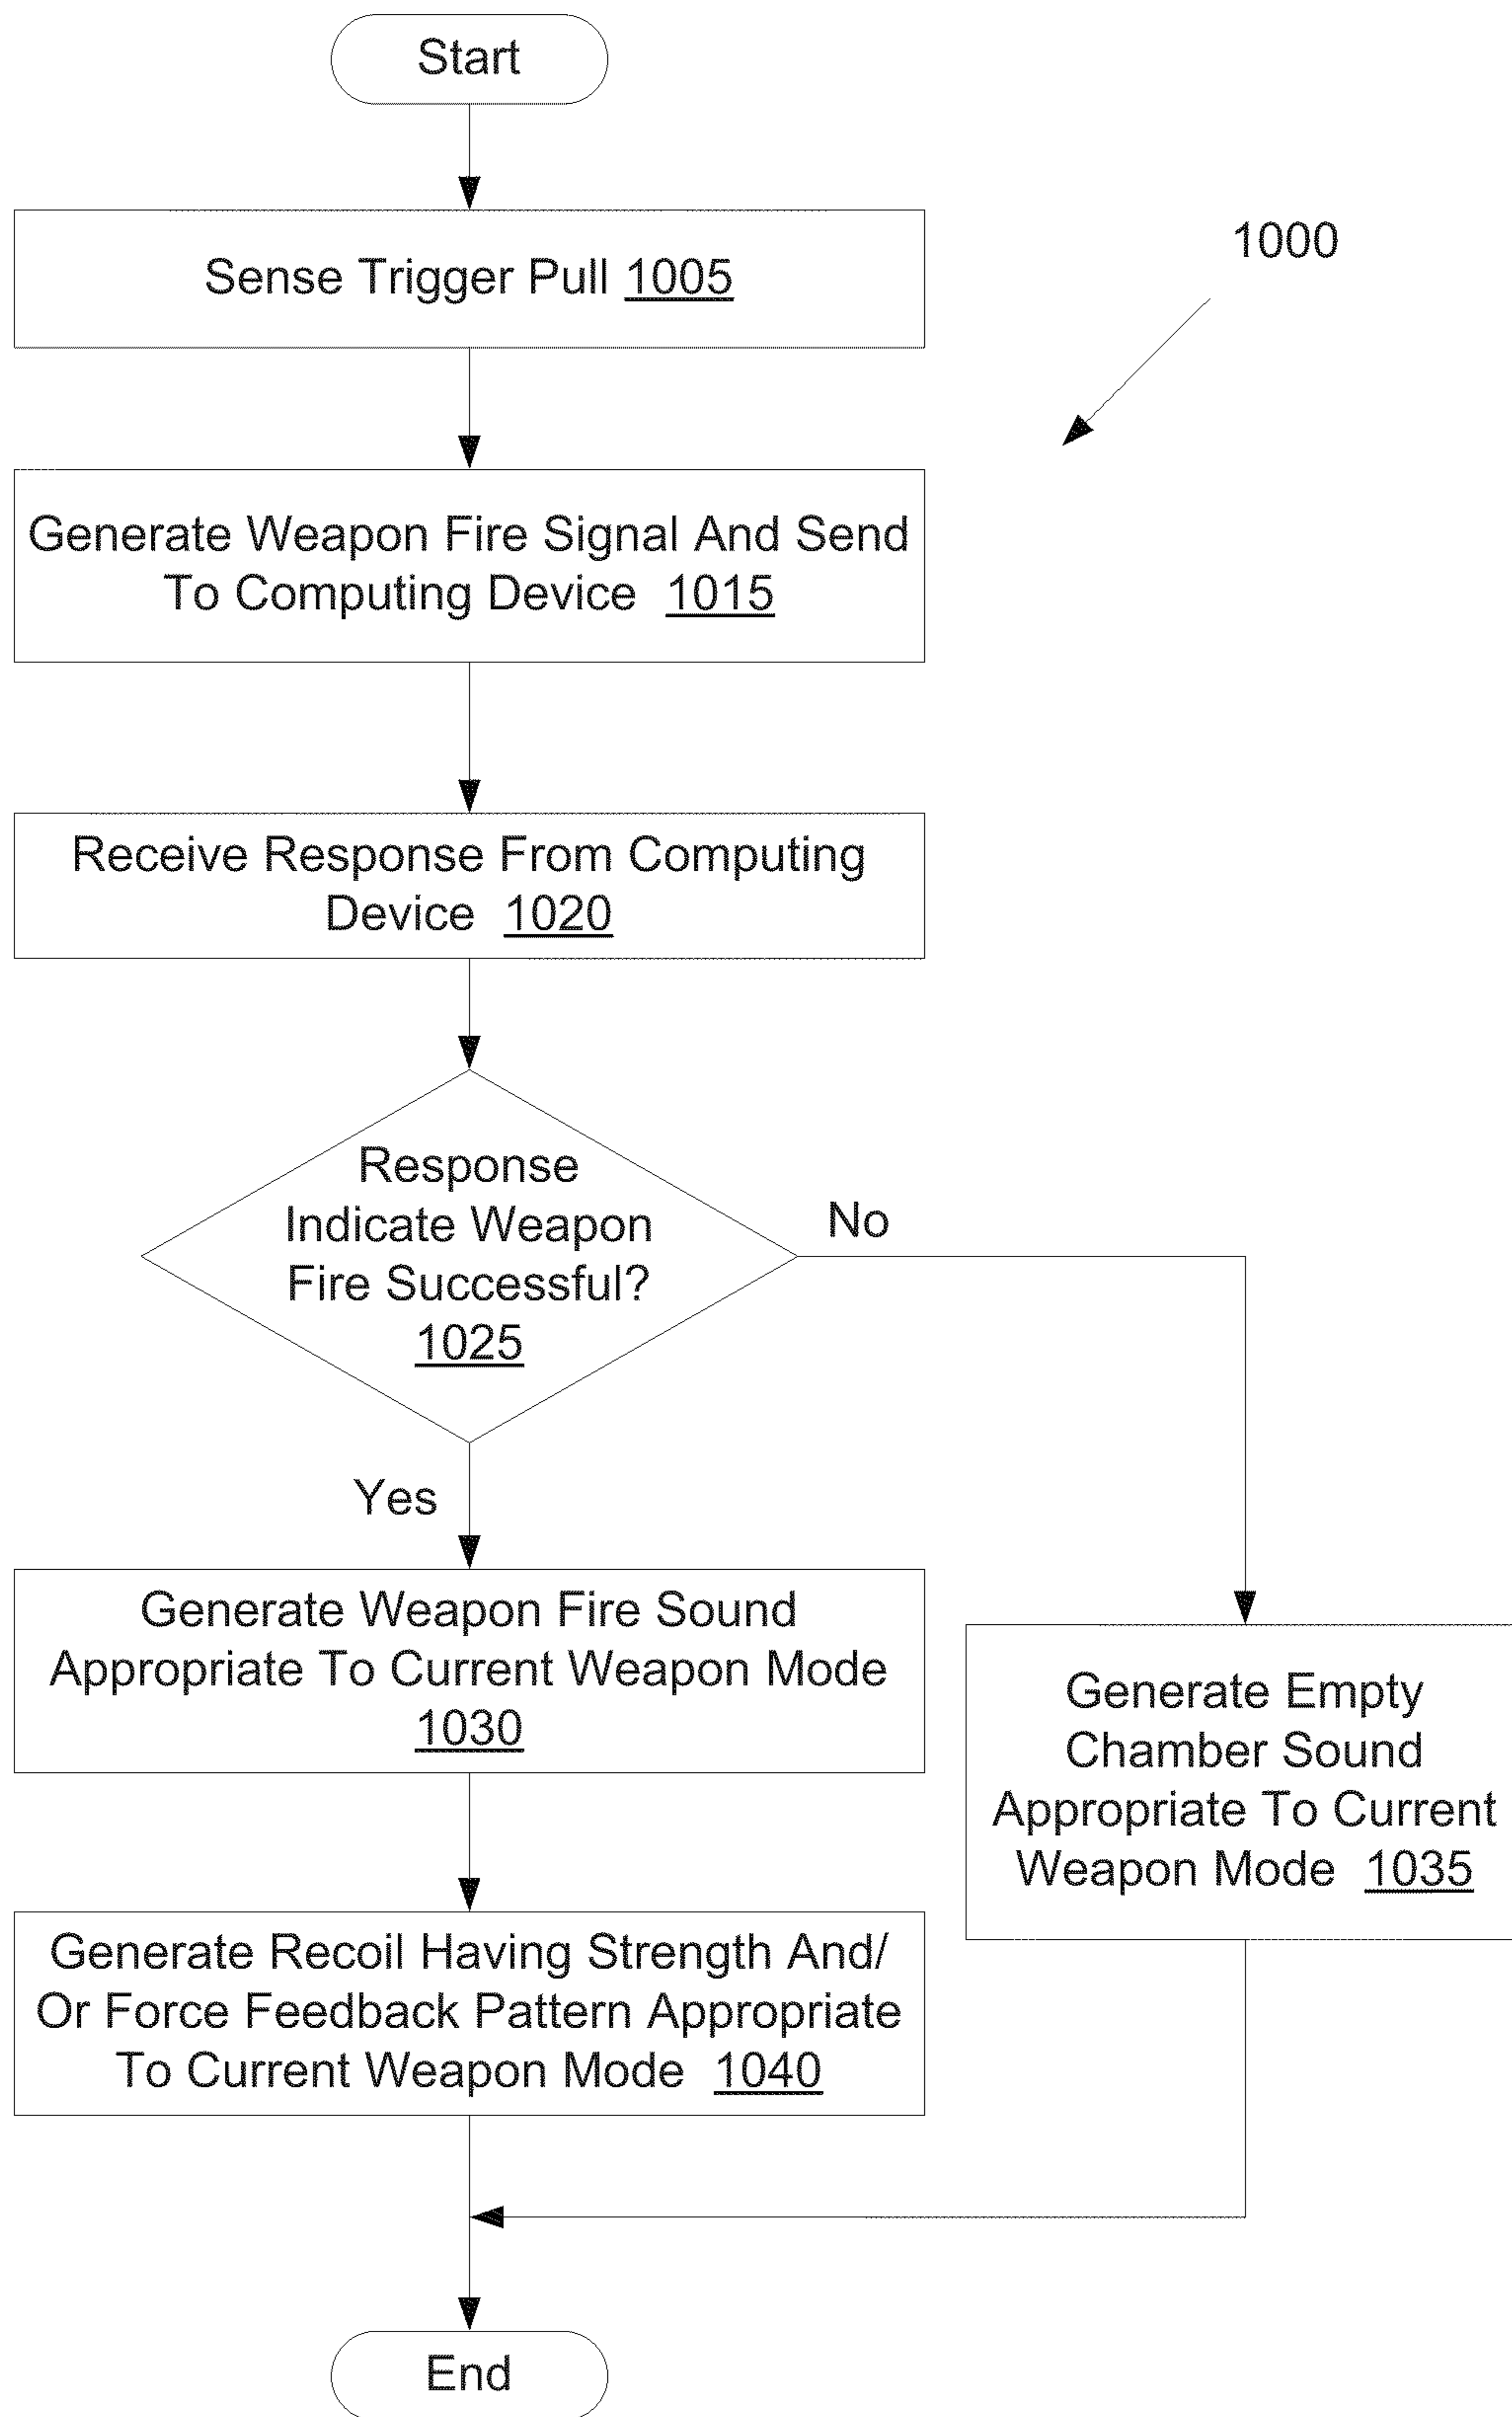 Start
Sense Trigger Pull 1005
1000
Generate Weapon Fire Signal And Send
To Computing Device 1015
Receive Response From Computing
Device 1020
Response
Indicate Weapon
Fire Successful?
1025
No
Yes
Generate Weapon Fire Sound
Appropriate To Current Weapon Mode
1030
Generate Empty
Chamber Sound
Appropriate To Current
Weapon Mode 1035
Generate Recoil Having Strength And/
Or Force Feedback Pattern Appropriate
To Current Weapon Mode 1040
End